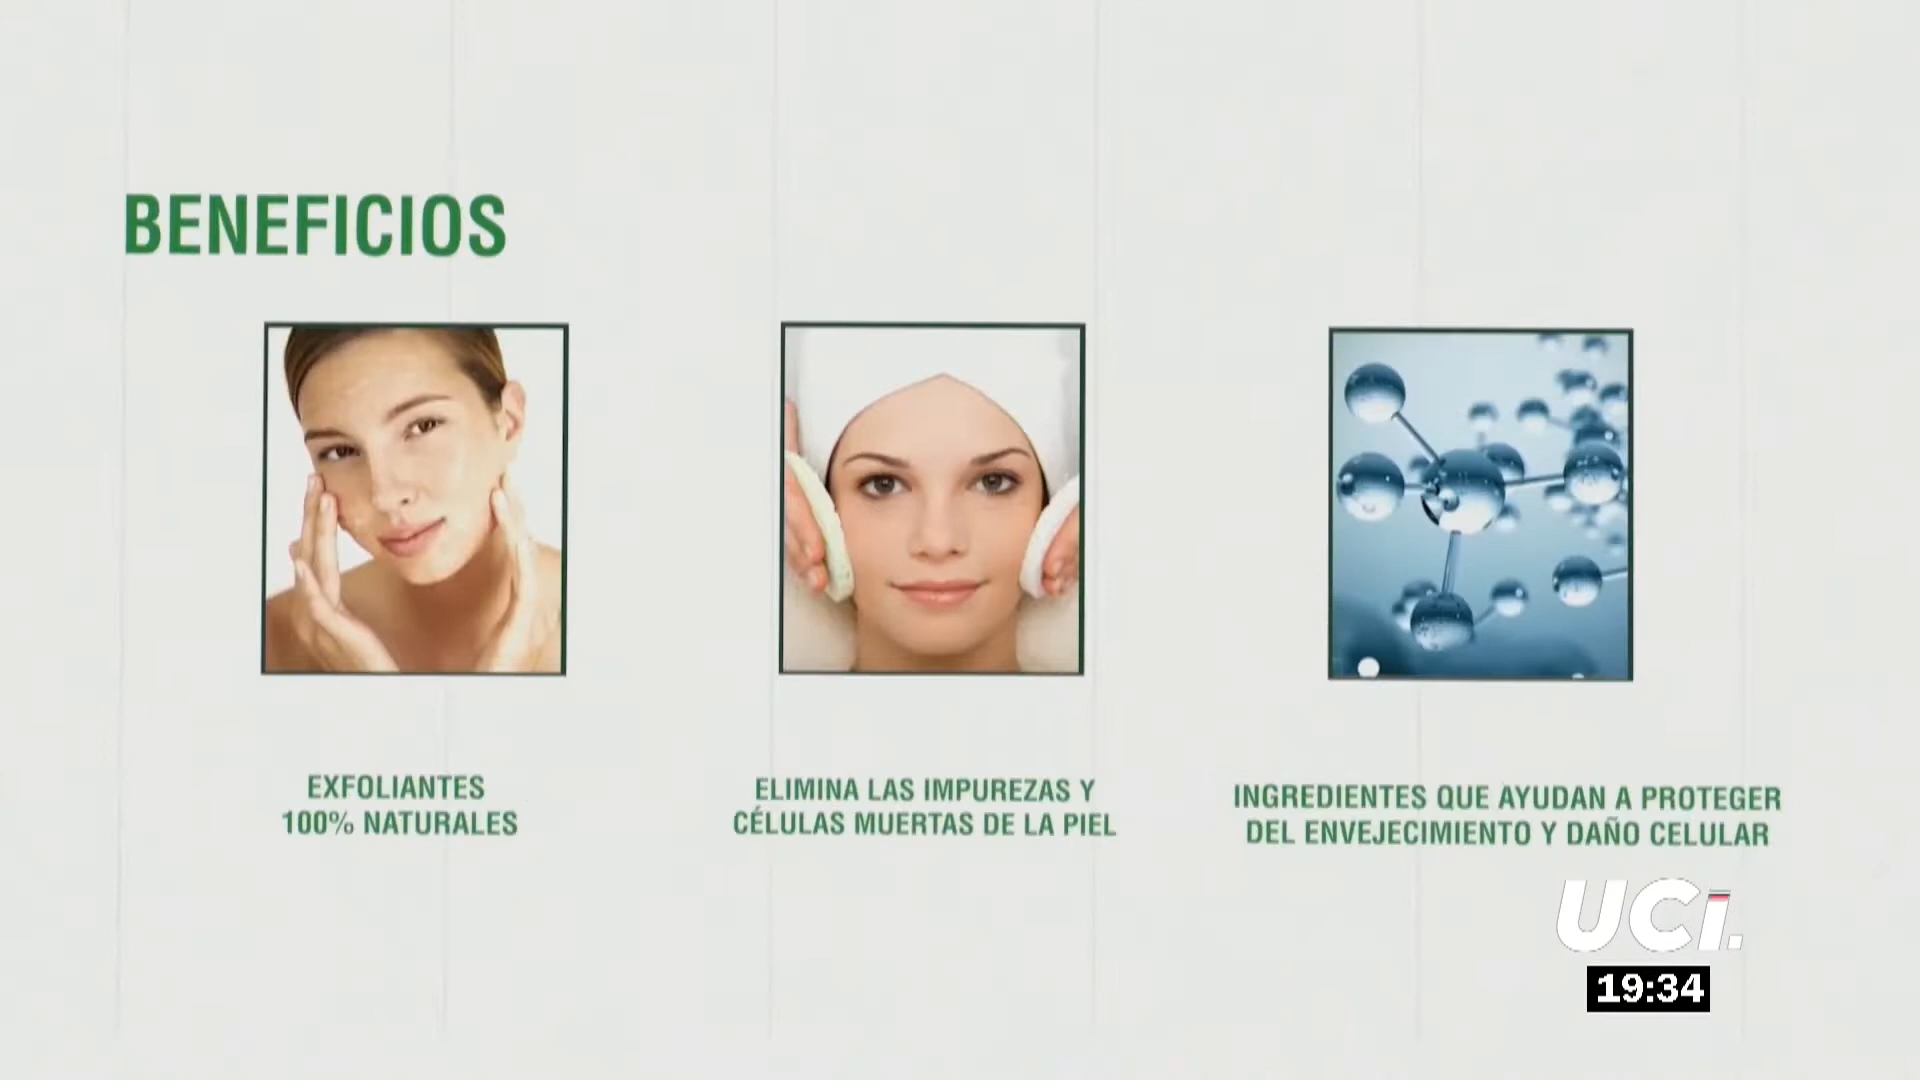 BENEFICIOS
EXFOLIANTES
100% NATURALES
ELIMINA LAS IMPUREZAS Y
CÉLULAS MUERTAS DE LA PIEL
INGREDIENTES QUE AYUDAN A PROTEGER
DEL ENVEJECIMIENTO Y DAÑO CELULAR
UCi.
19:34